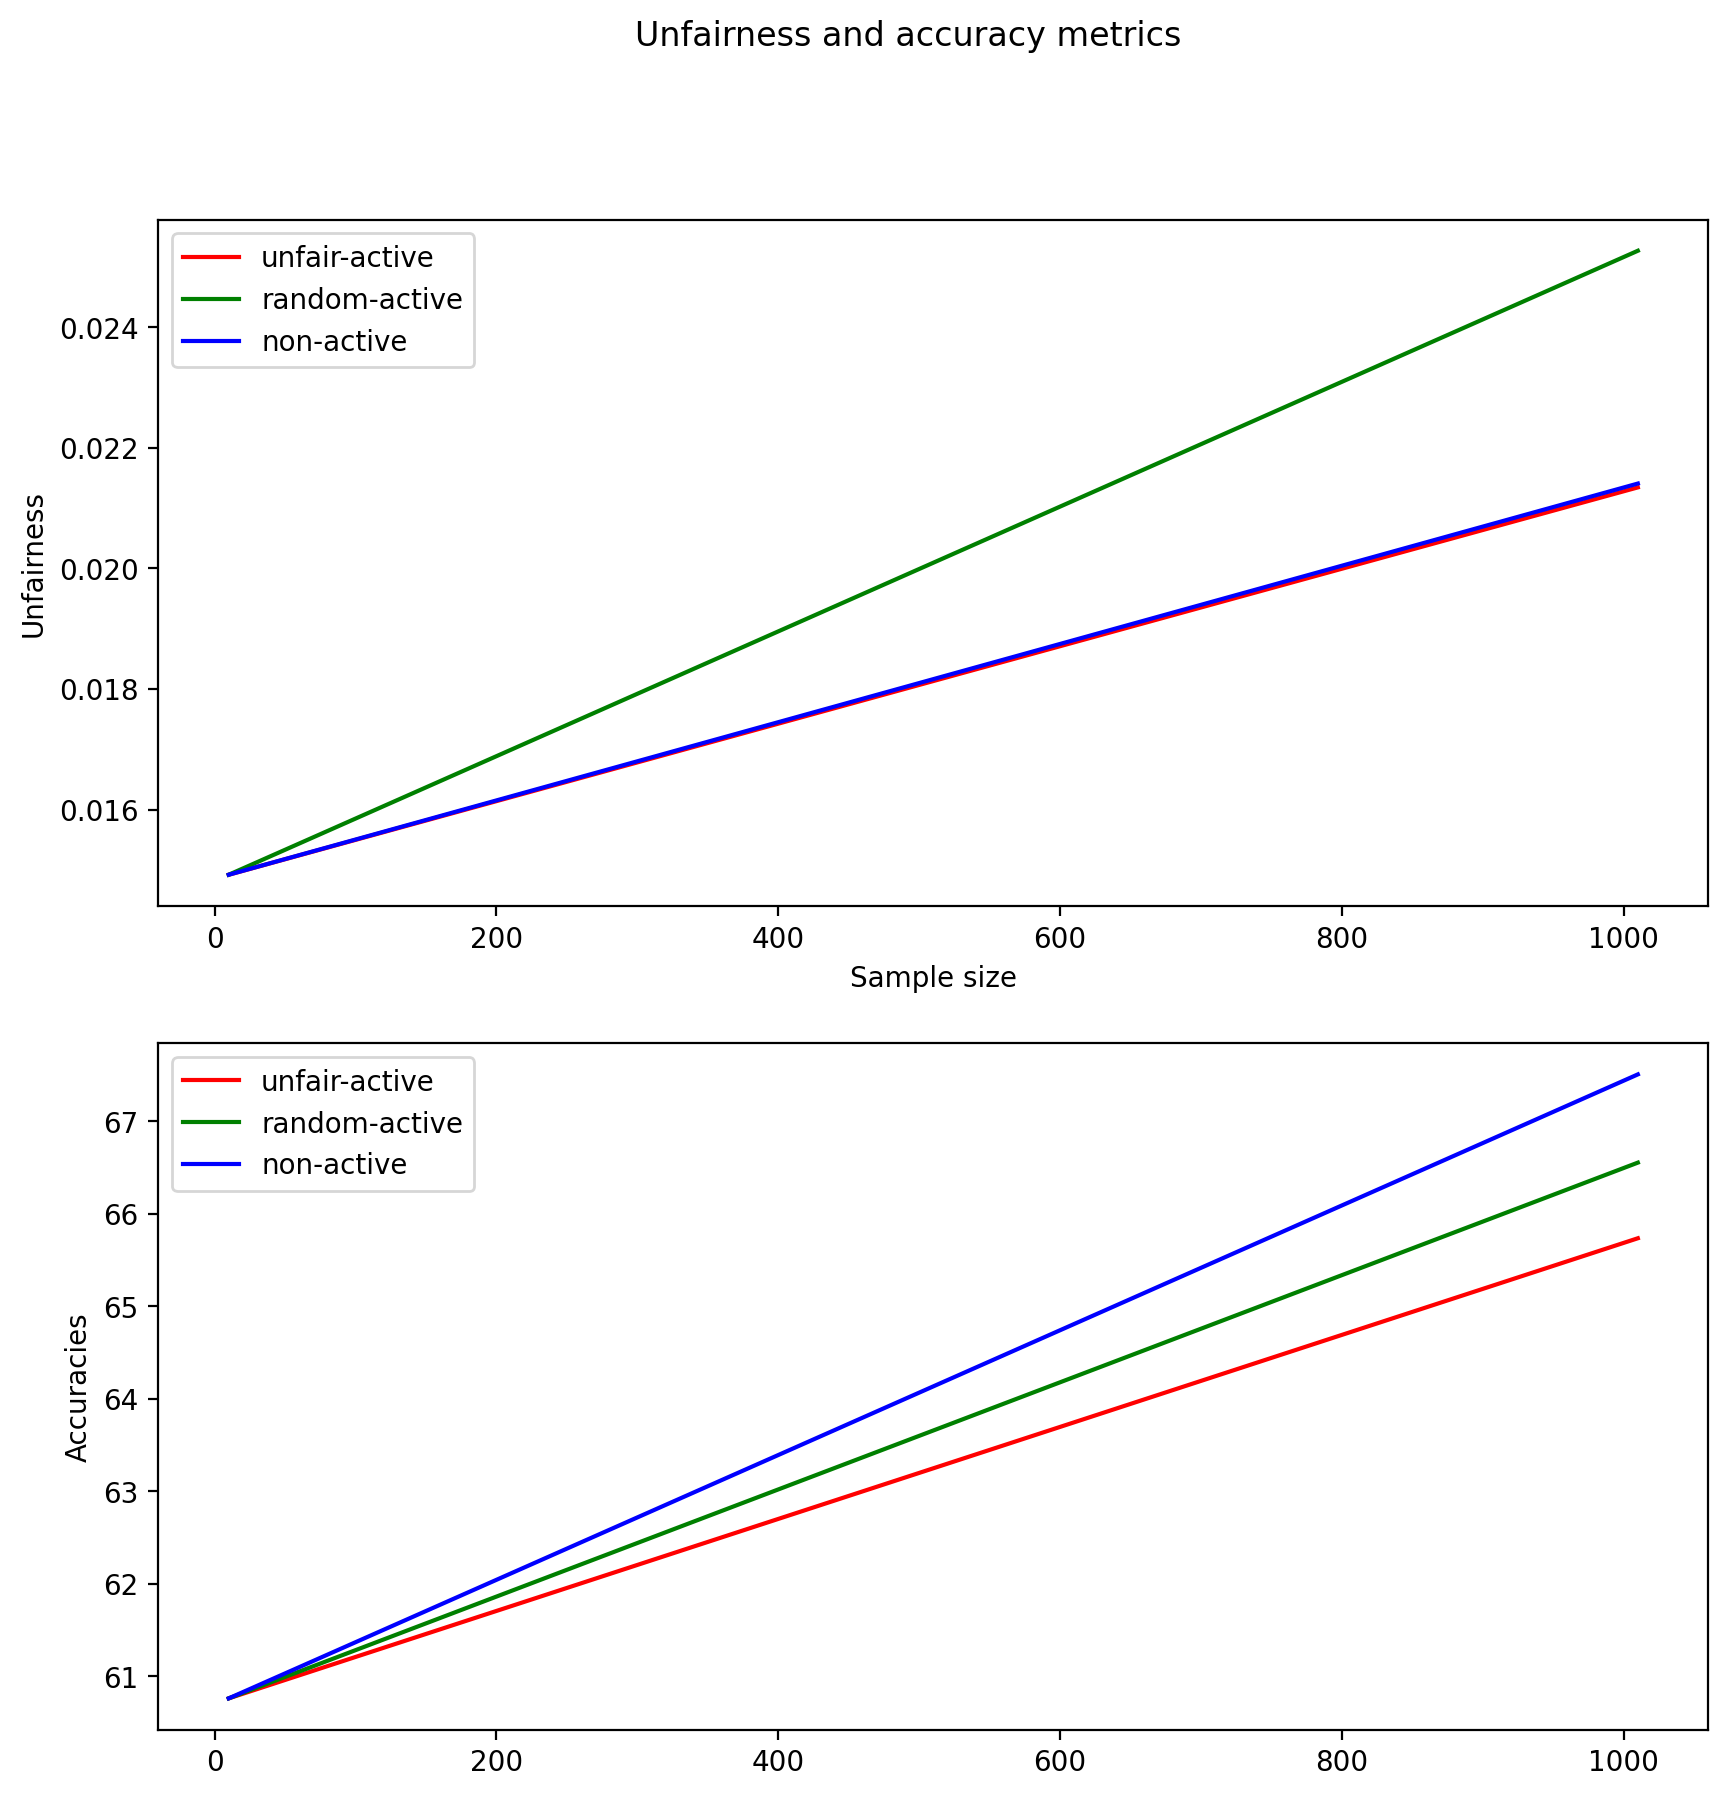 Unfairness and accuracy metrics
unfair-active
random-active
non-active
0.024
0.022
0.020
0.018
0.016
Unfairness
0 200 400 600 800 1000
Sample size
unfair-active
random-active
non-active
67
66
65
64
63
62
61
Accuracies
0 200 400 600 800 1000